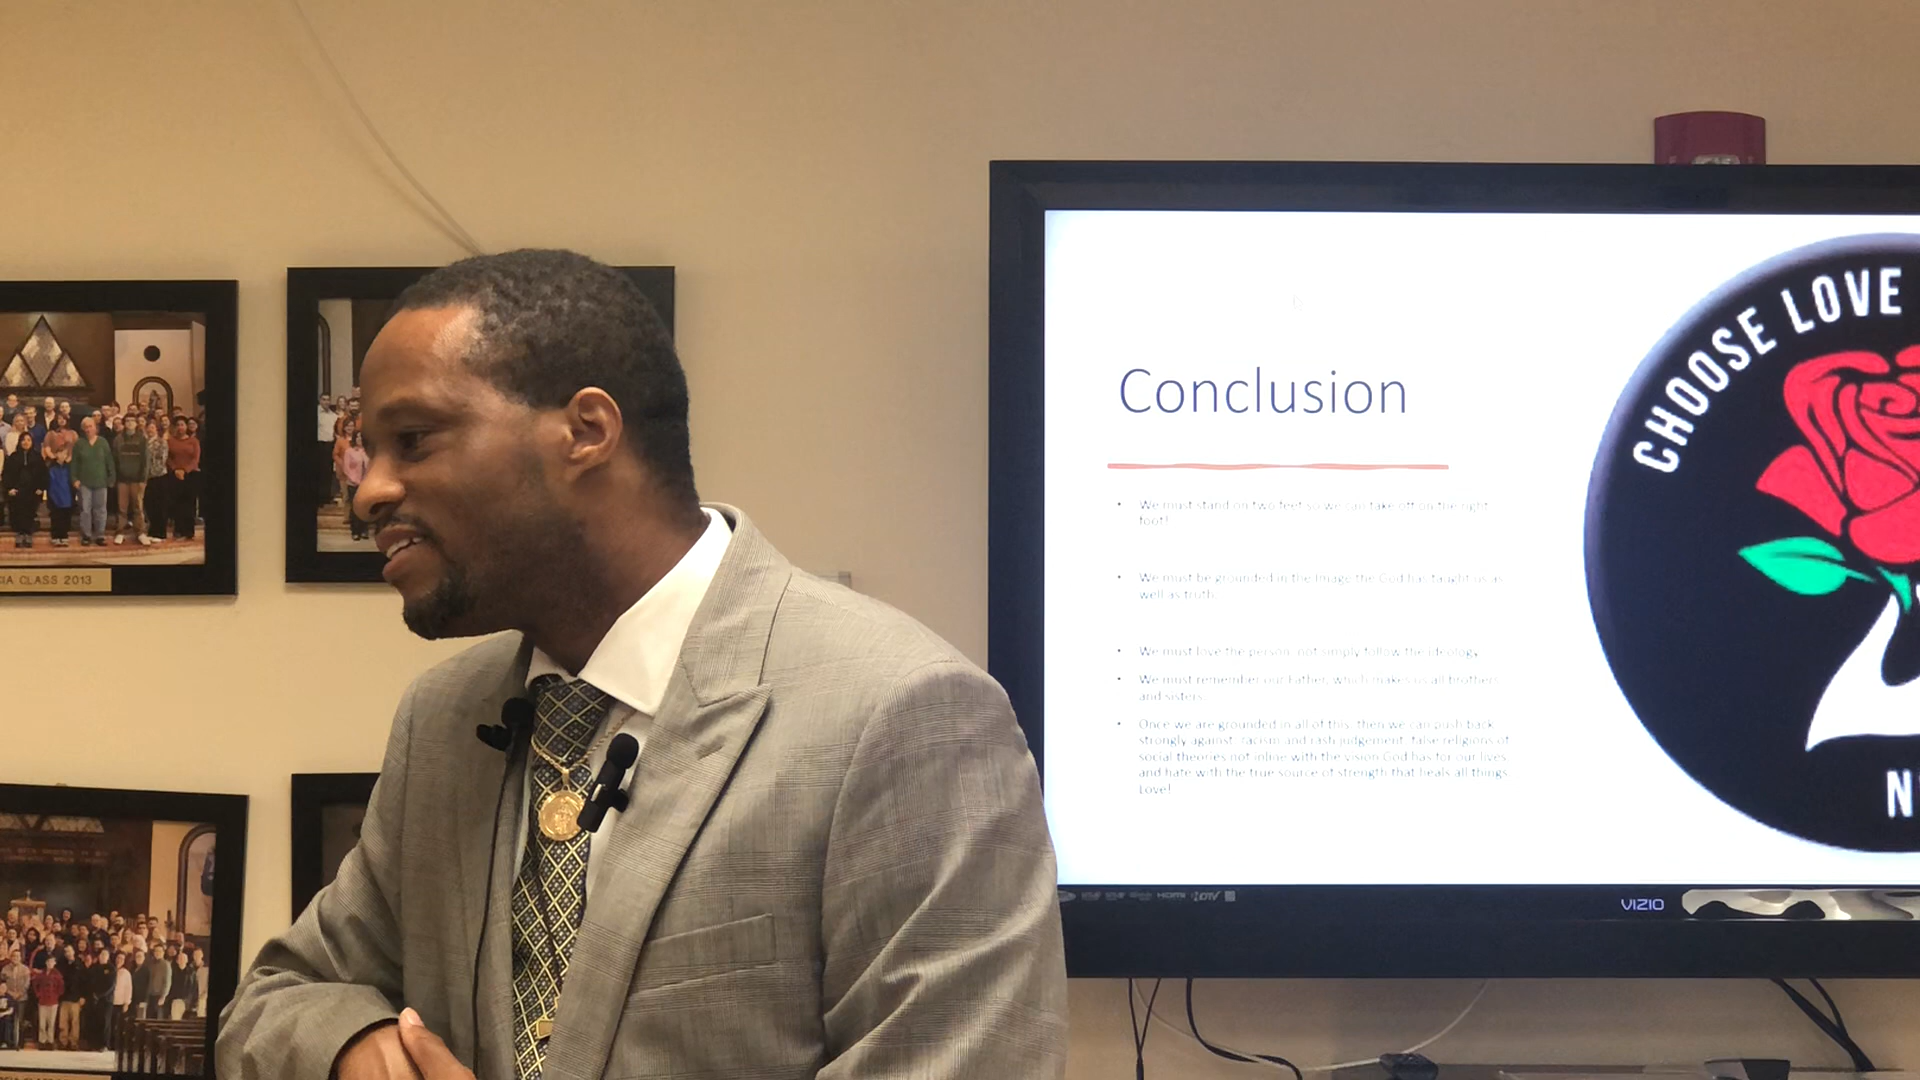 CHOOSE LOVE
Conclusion
• We must stand on two feet so we can take off on the right
foot!
• We must be grounded in the Image the God has taught us as
well as truth.
• We must love the person, not simply follow the ideology
• We must remember our Father, which makes us all brothers
and sisters.
• Once we are grounded in all of this, then we can push back
strongly against: racism and rash judgement, false religions of
social theories not inline with the vision God has for our lives
and hate with the true source of strength that heals all things
Love!
N
HDMI
VIZIO
CIA CLASS 2013